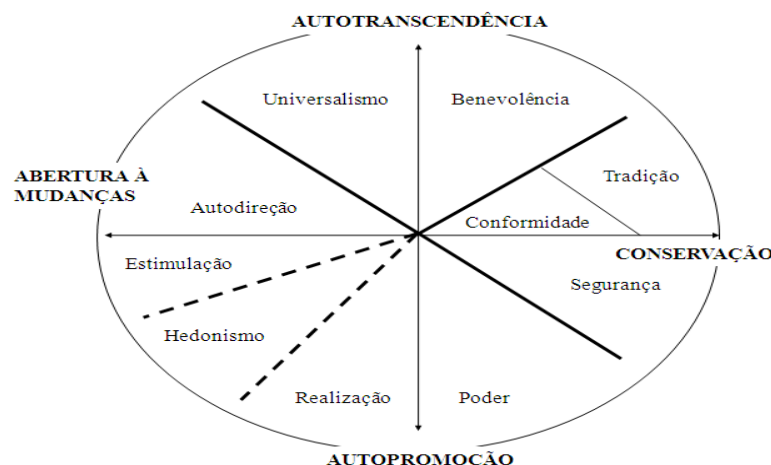 AUTOTRANSCENDÊNCIA
Universalismo
Benevolência
ABERTURA À
MUDANÇAS
Tradição
Autodireção
Conformidade
CONSERVAÇÃO
Estimulação
Segurança
Hedonismo
Realização
Poder
AUTOPROMOÇÃO